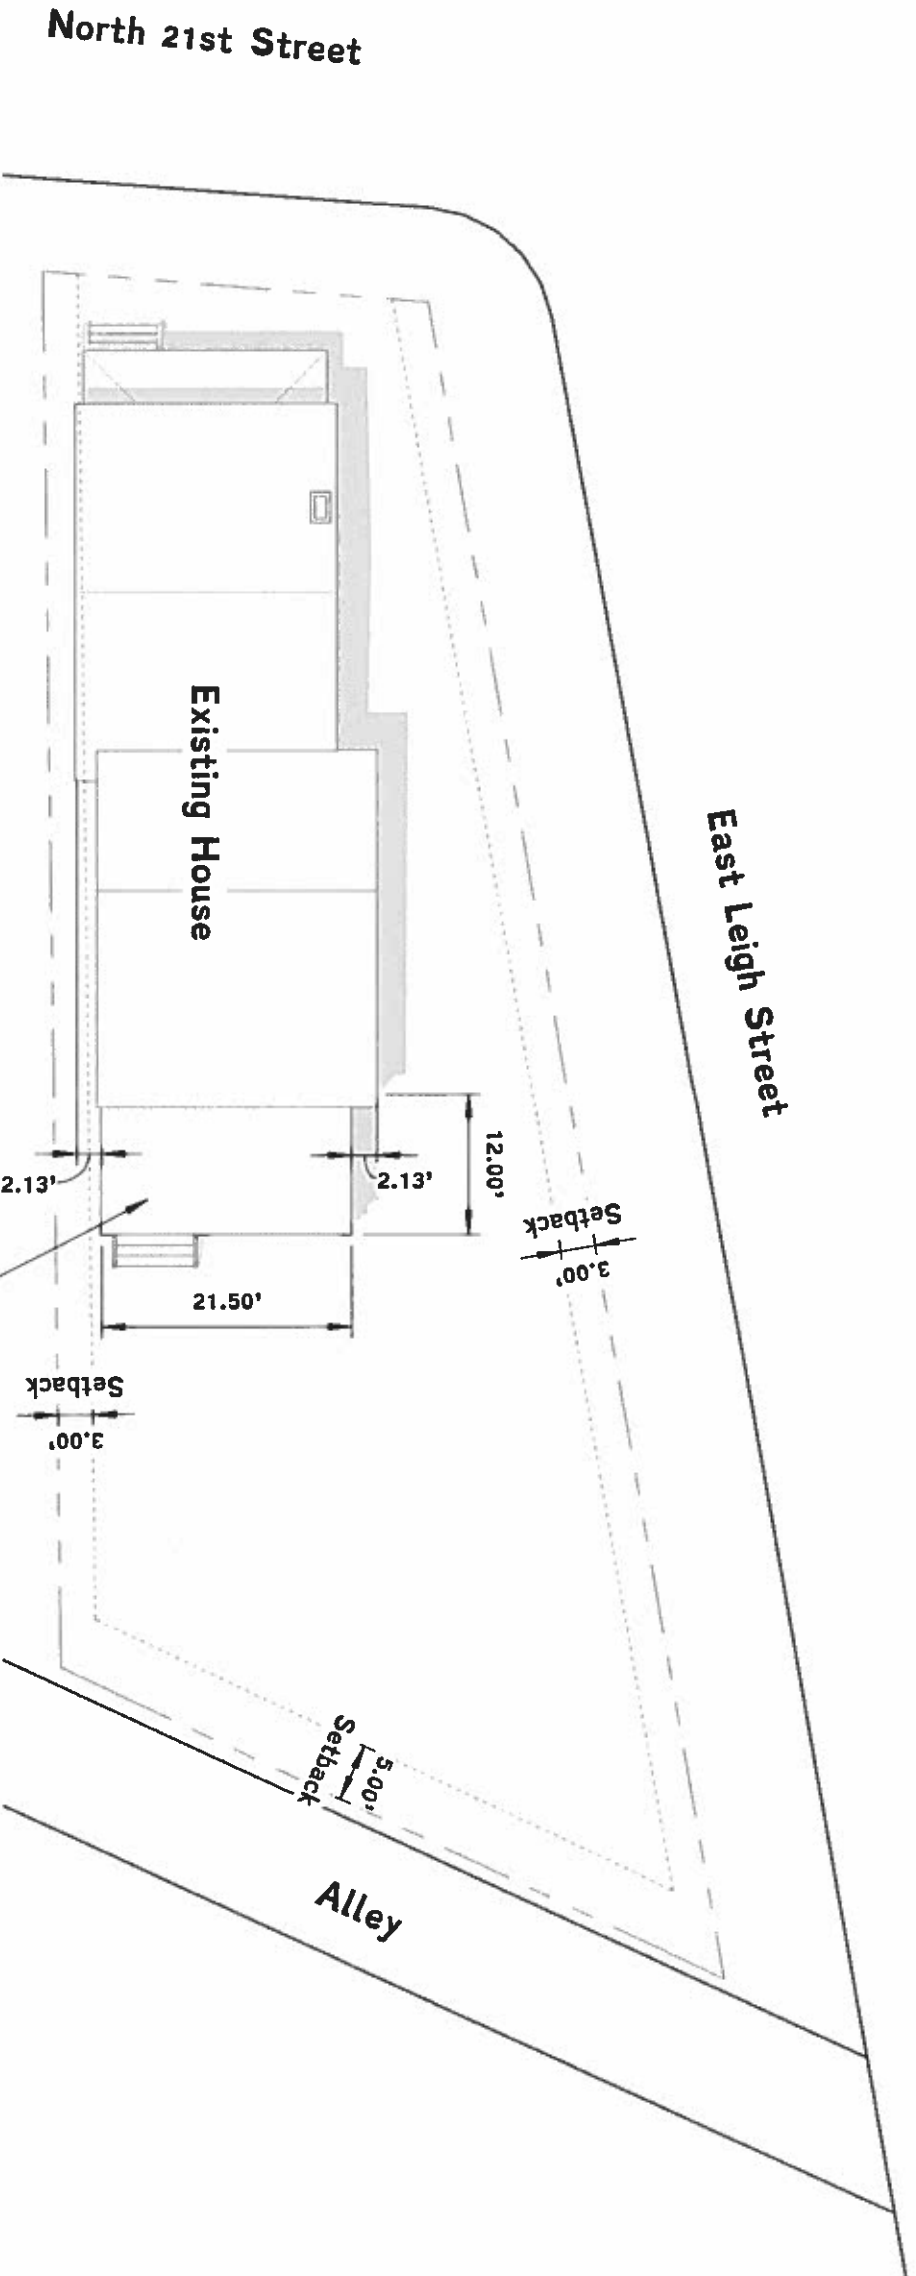 North 21st Street
East Leigh Street
Existing House
12.00'
2.13'
2.13'
Setback
3.00'
21.50'
Setback
3.00'
Setback
5.00'
Alley